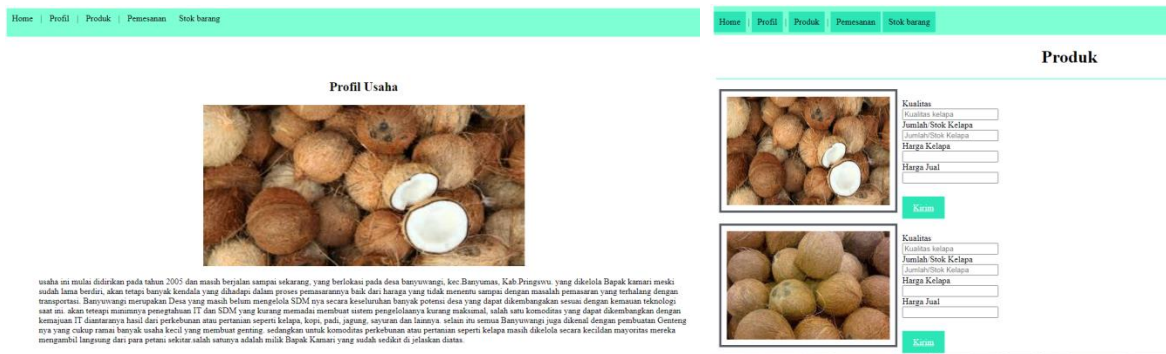 Home | Profil | Produk | Pemesanan Stok barang
Profil Usaha
usaha ini mulai didirikan pada tahun 2005 dan masih berjalan sampai sekarang, yang berlokasi pada desa banyuwangi, kec.Banyumas, Kab.Pringswu. yang dikelola Bapak kamari meski
sudah lama berdiri, akan tetapi banyak kendala yang dihadapi dalam proses pemasarannya baik dari haraga yang tidak menentu sampai dengan masalah pemasaran yang terhalang dengan
transportasi. Banyuwangi merupakan Desa yang masih belum mengelola SDM nya secara keseluruhan banyak potensi desa yang dapat dikembangakan sesuai dengan kemauan teknologi
saat ini. akan teteapi minimnya penegtahuan IT dan SDM yang kurang memadai membuat sistem pengelolaannya kurang maksimal, salah satu komoditas yang dapat dikembangkan dengan
kemajuan IT diantaranya hasil dari perkebunan atau pertanian seperti kelapa, kopi, padi, jagung, sayuran dan lainnya. selain itu semua Banyuwangi juga dikenal dengan pembuatan Genteng
nya yang cukup ramai banyak usaha kecil yang membuat genting. sedangkan untuk komoditas perkebunan atau pertanian seperti kelapa masih dikelola secara kecildan mayoritas mereka
mengambil langsung dari para petani sekitar.salah satunya adalah milik Bapak Kamari yang sudah sedikit di jelaskan diatas.
Home | Profil | Produk | Pemesanan Stok barang
Produk
Kualitas
Kualitas kelapa
Jumlah/Stok Kelapa
Jumlah/Stok Kelapa
Harga Kelapa
Harga Jual
Kirim
Kualitas
Kualitas kelapa
Jumlah/Stok Kelapa
Jumlah/Stok Kelapa
Harga Kelapa
Harga Jual
Kirim